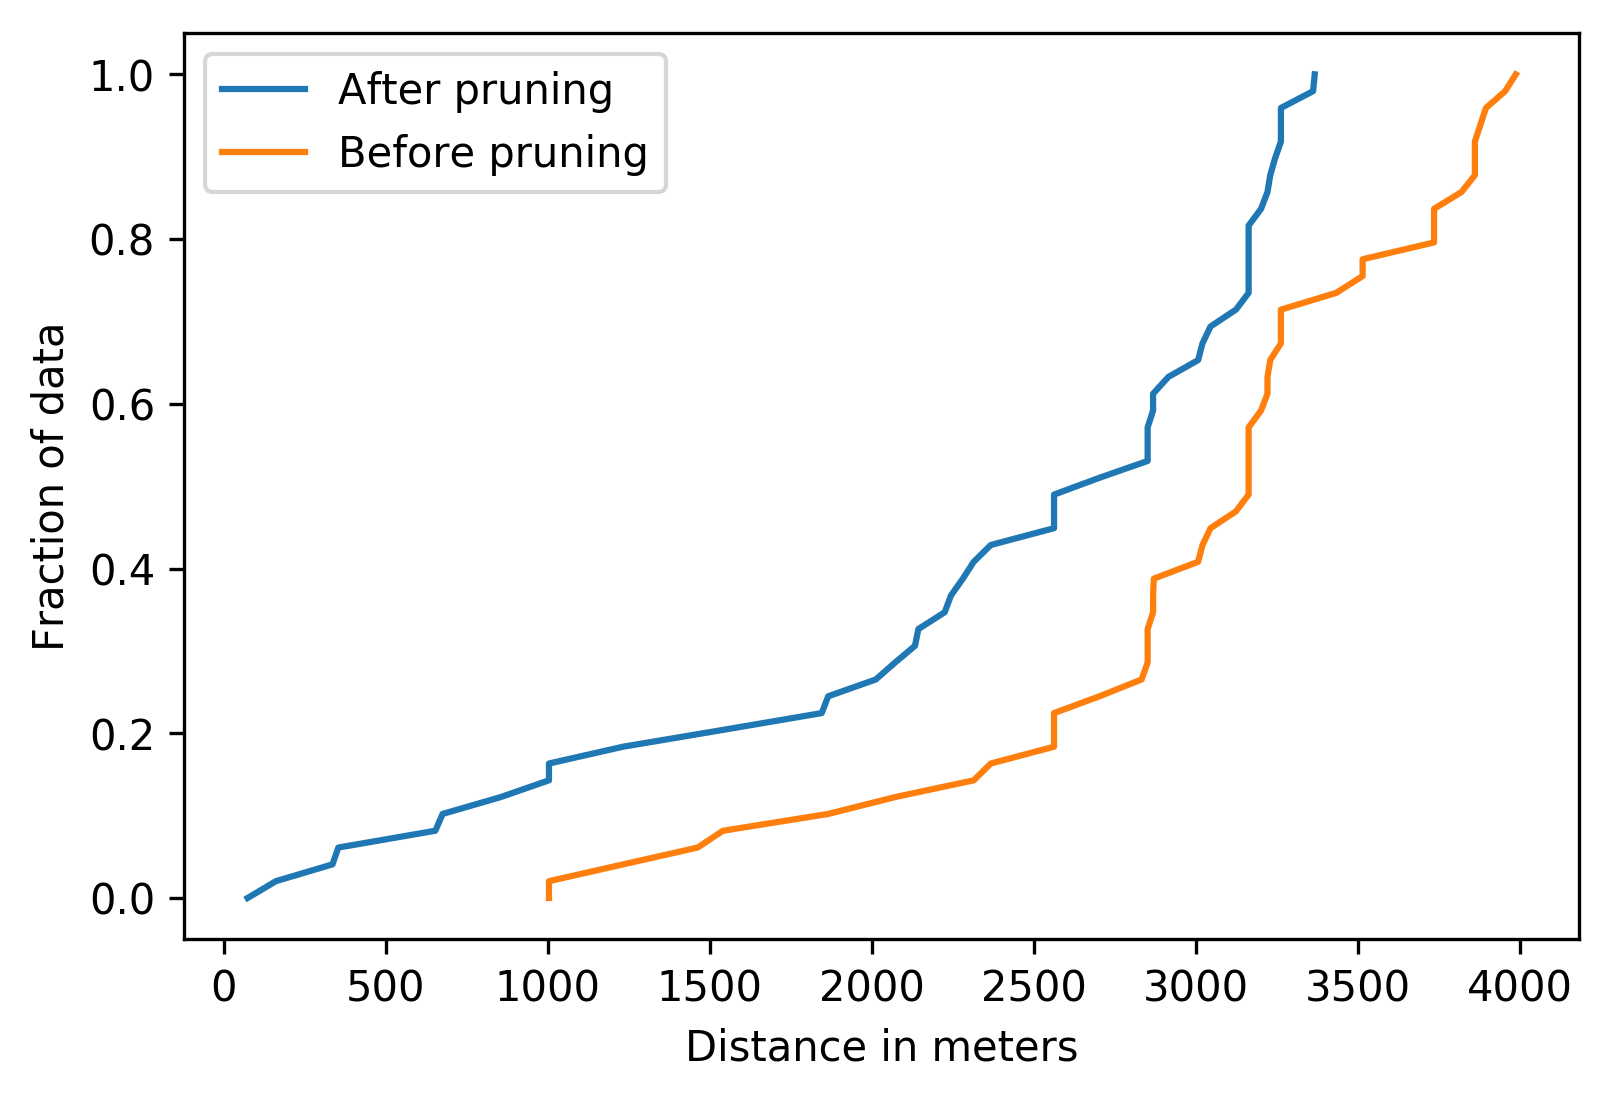 After pruning
Before pruning
Fraction of data
1.0
0.8
0.6
0.4
0.2
0.0
0 500 1000 1500 2000 2500 3000 3500 4000
Distance in meters